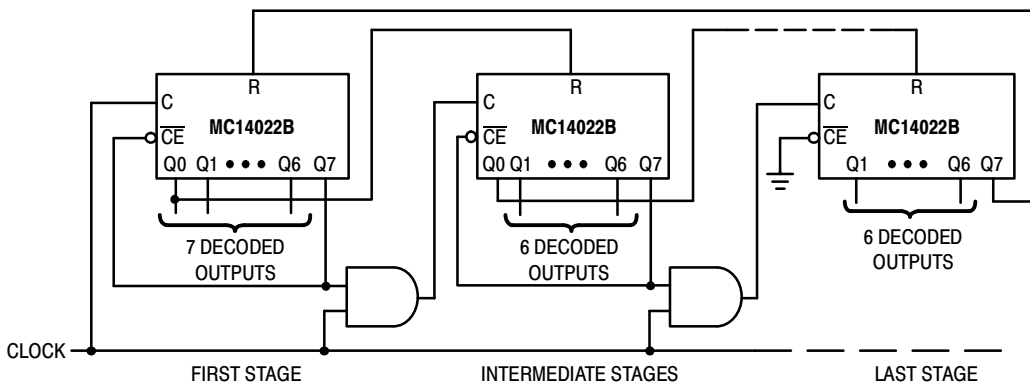 R
R
R
C
MC14022B
CE
Q0 Q1 ••• Q6 Q7
C
MC14022B
CE
Q0 Q1 ••• Q6 Q7
C
MC14022B
CE
Q1 ••• Q6 Q7
7 DECODED
OUTPUTS
6 DECODED
OUTPUTS
6 DECODED
OUTPUTS
CLOCK
FIRST STAGE
INTERMEDIATE STAGES
LAST STAGE